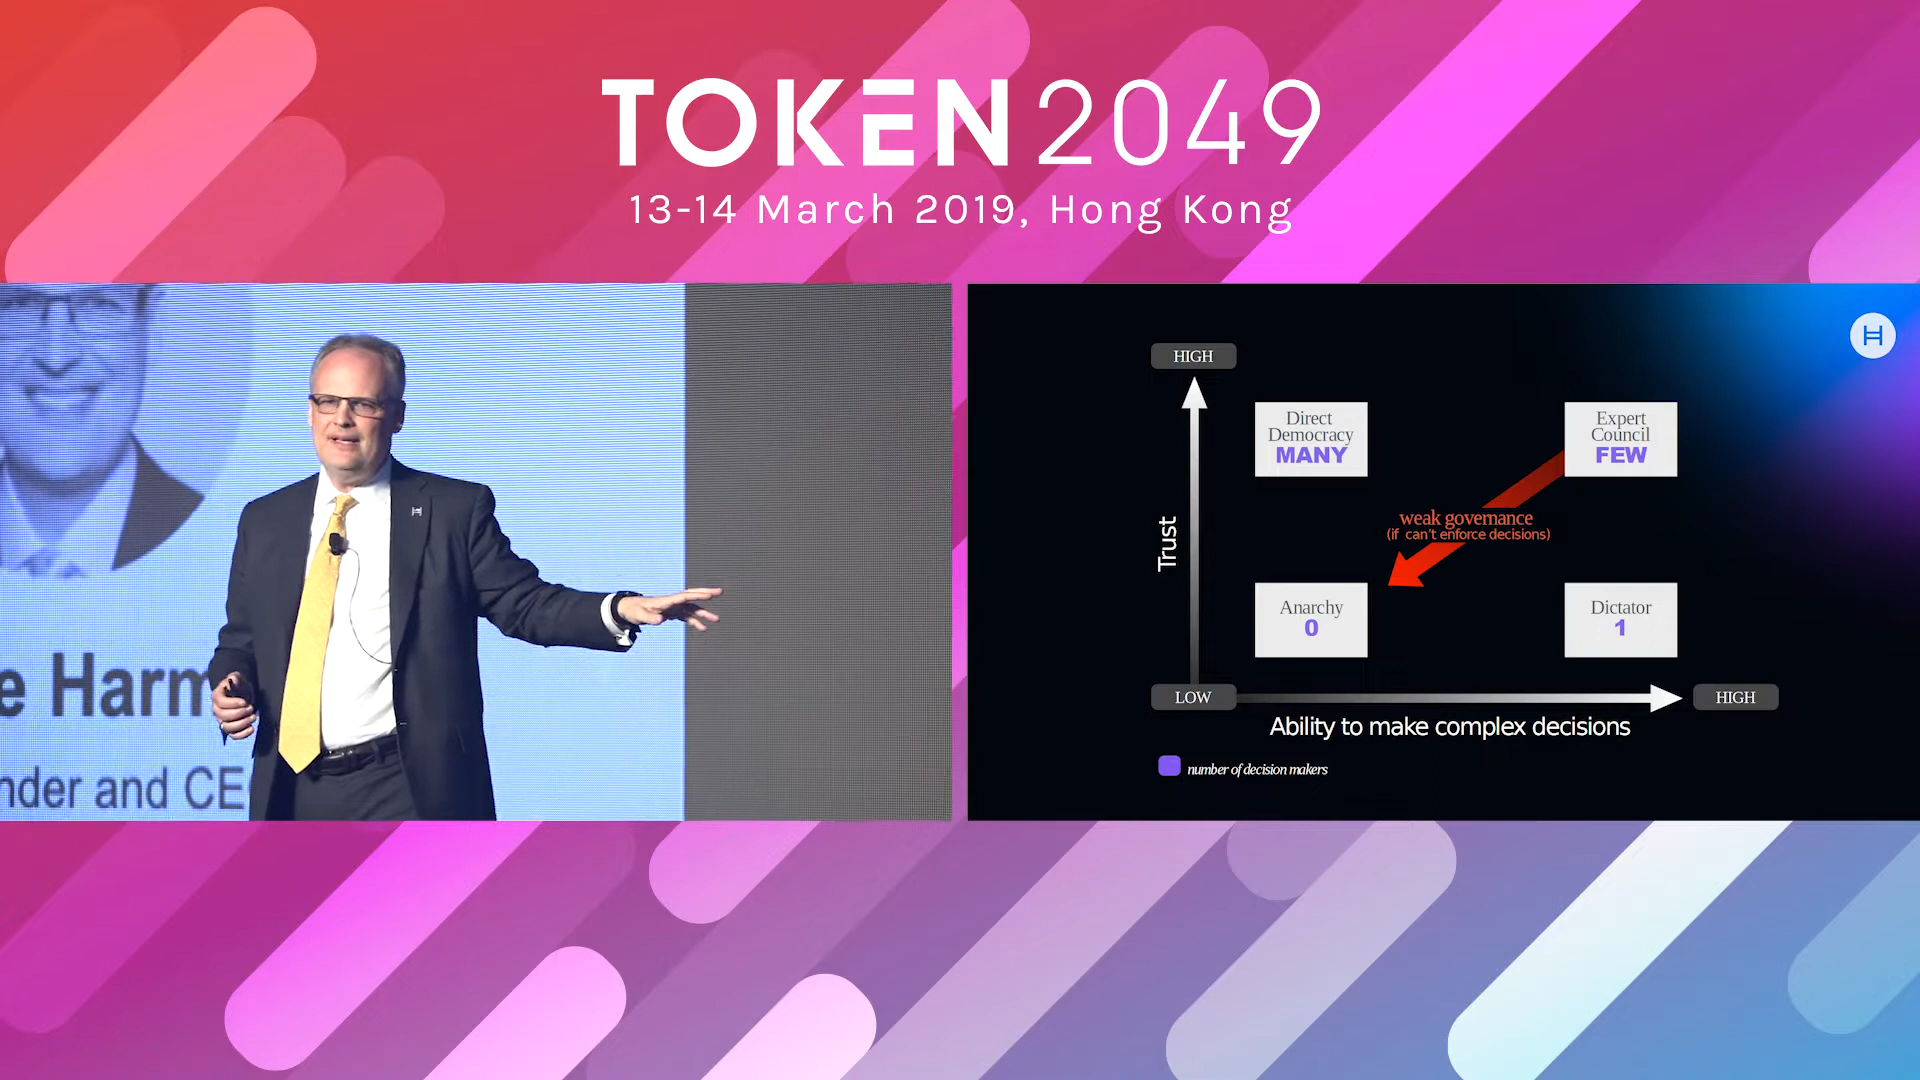 TOKEN2049
13-14 March 2019, Hong Kong
e Harm
nder and CE
HIGH
Direct
Democracy
MANY
Expert
Council
FEW
weak governance
(if can't enforce decisions)
Trust
Anarchy
0
Dictator
1
LOW
HIGH
Ability to make complex decisions
number of decision makers